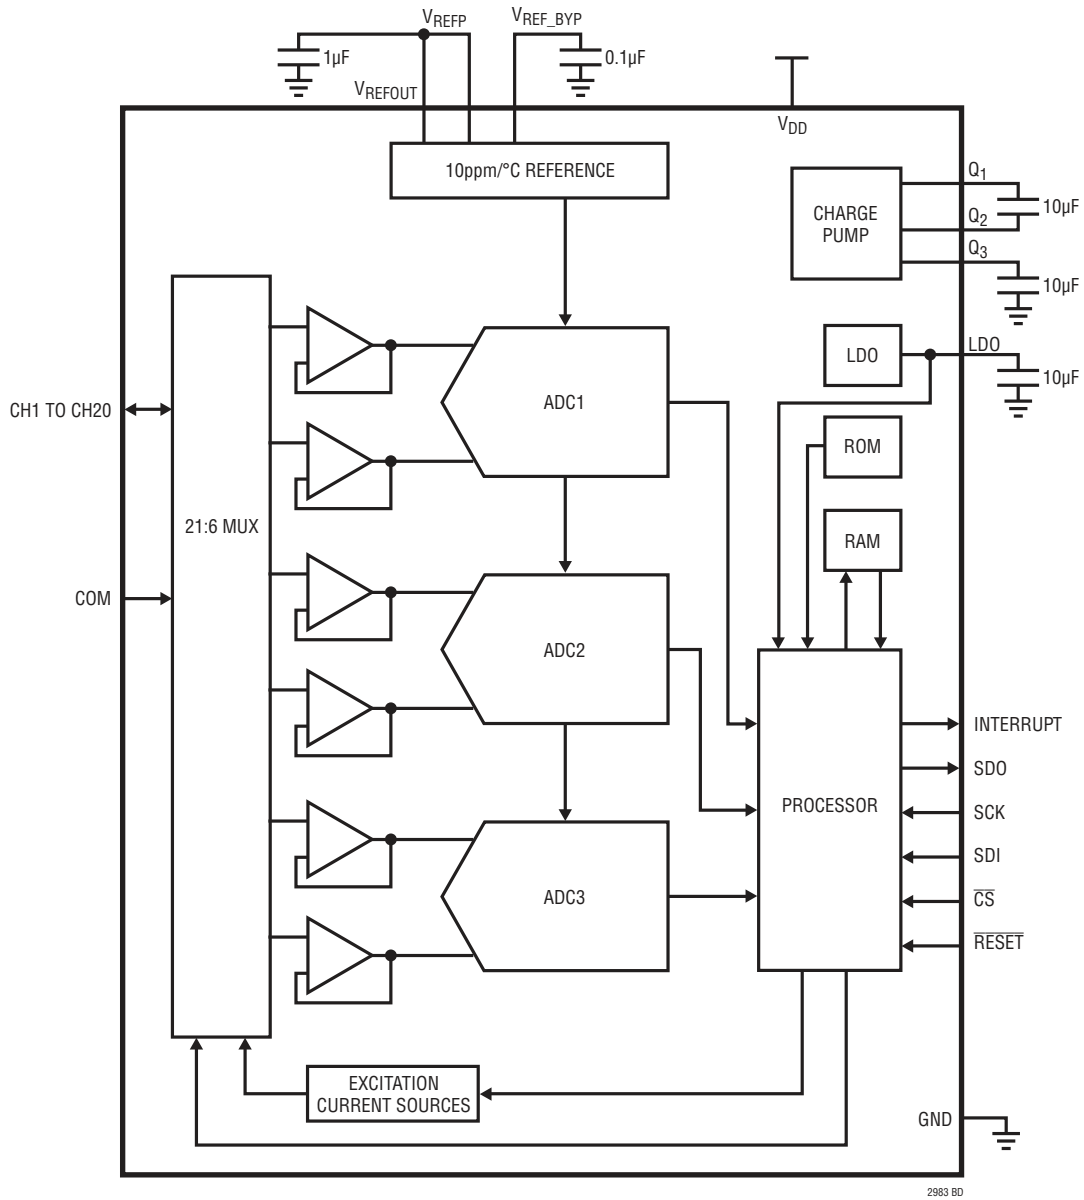 VREFP
VREF_BYP
1µF
0.1µF
VREFOUT
VDD
10ppm/°C REFERENCE
Q1
CHARGE
PUMP
10µF
Q2
Q3
10µF
LDO
LDO
10µF
CH1 TO CH20
ADC1
ROM
21:6 MUX
RAM
COM
ADC2
INTERRUPT
SDO
PROCESSOR
SCK
SDI
ADC3
CS
RESET
EXCITATION
CURRENT SOURCES
GND
2983 BD